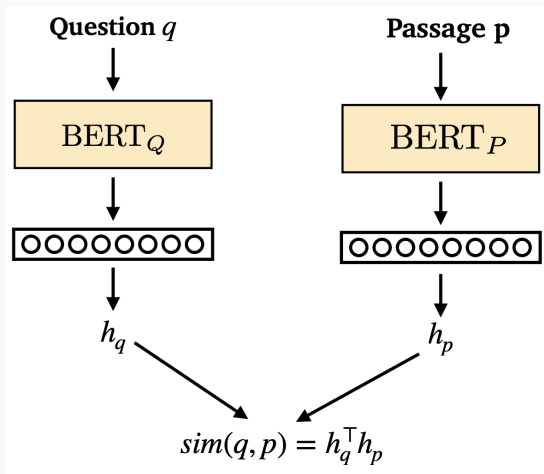 Question q
Passage p
BERT_Q
BERT_P
h_q
h_p
sim(q, p) = h_q^⊤ h_p